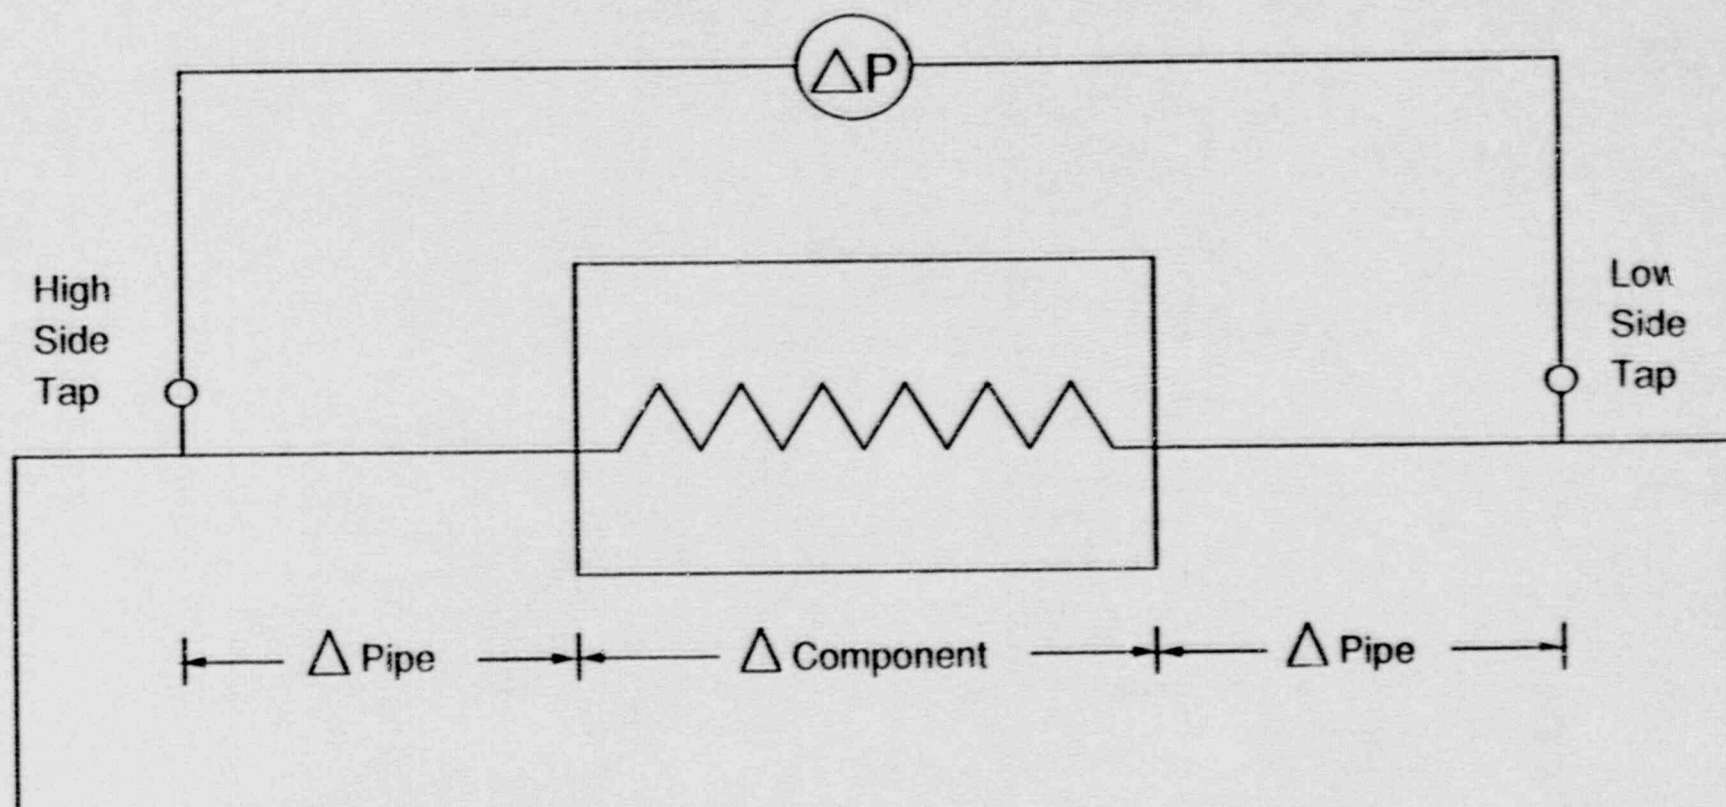 ΔP
High
Side
Tap
Low
Side
Tap
Δ Pipe
Δ Component
Δ Pipe